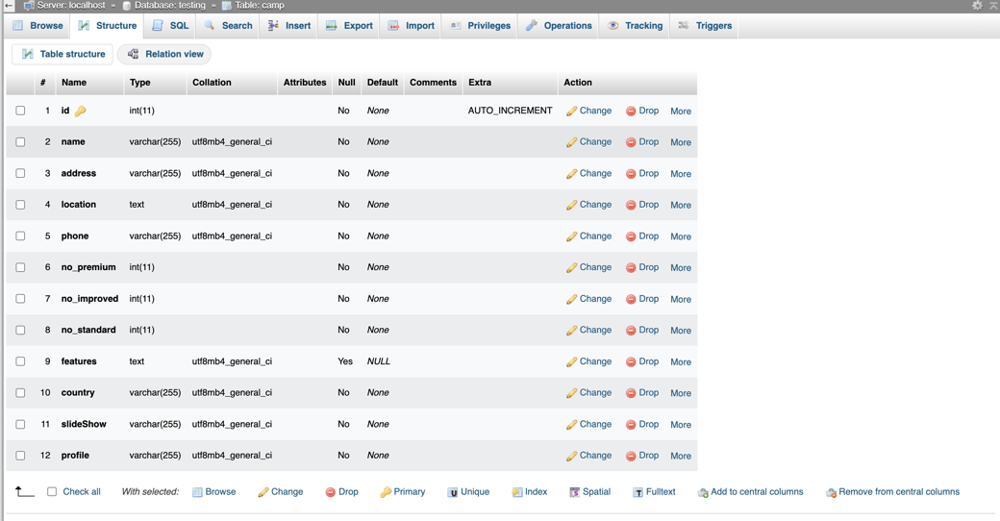 Server: localhost » Database: testing » Table: camp
Browse Structure SQL Search Insert Export Import Privileges Operations Tracking Triggers
Table structure Relation view
# Name Type Collation Attributes Null Default Comments Extra Action
1 id int(11) No None AUTO_INCREMENT Change Drop More
2 name varchar(255) utf8mb4_general_ci No None Change Drop More
3 address varchar(255) utf8mb4_general_ci No None Change Drop More
4 location text utf8mb4_general_ci No None Change Drop More
5 phone varchar(255) utf8mb4_general_ci No None Change Drop More
6 no_premium int(11) No None Change Drop More
7 no_improved int(11) No None Change Drop More
8 no_standard int(11) No None Change Drop More
9 features text utf8mb4_general_ci Yes NULL Change Drop More
10 country varchar(255) utf8mb4_general_ci No None Change Drop More
11 slideShow varchar(255) utf8mb4_general_ci No None Change Drop More
12 profile varchar(255) utf8mb4_general_ci No None Change Drop More
Check all With selected: Browse Change Drop Primary Unique Index Spatial Fulltext Add to central columns Remove from central columns